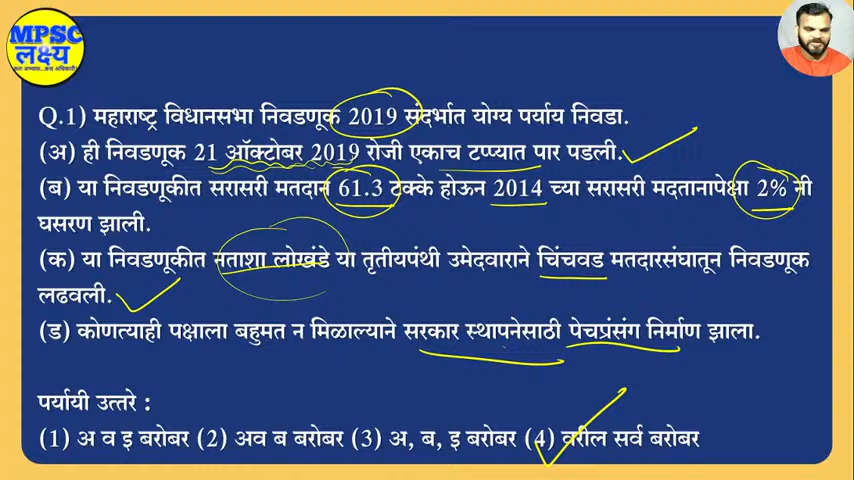 MPSC
लक्ष्य
Q.1) महाराष्ट्र विधानसभा निवडणूक 2019 संदर्भात योग्य पर्याय निवडा.
(अ) ही निवडणूक 21 ऑक्टोबर 2019 रोजी एकाच टप्प्यात पार पडली.
(ब) या निवडणूकीत सरासरी मतदान 61.3 टक्के होऊन 2014 च्या सरासरी मदतानापेक्षा 2% नी
घसरण झाली.
(क) या निवडणूकीत नताशा लोखंडे या तृतीयपंथी उमेदवाराने चिंचवड मतदारसंघातून निवडणूक
लढवली.
(ड) कोणत्याही पक्षाला बहुमत न मिळाल्याने सरकार स्थापनेसाठी पेचप्रंसंग निर्माण झाला.
पर्यायी उत्तरे :
(1) अ व इ बरोबर (2) अव ब बरोबर (3) अ, ब, इ बरोबर (4) वरील सर्व बरोबर